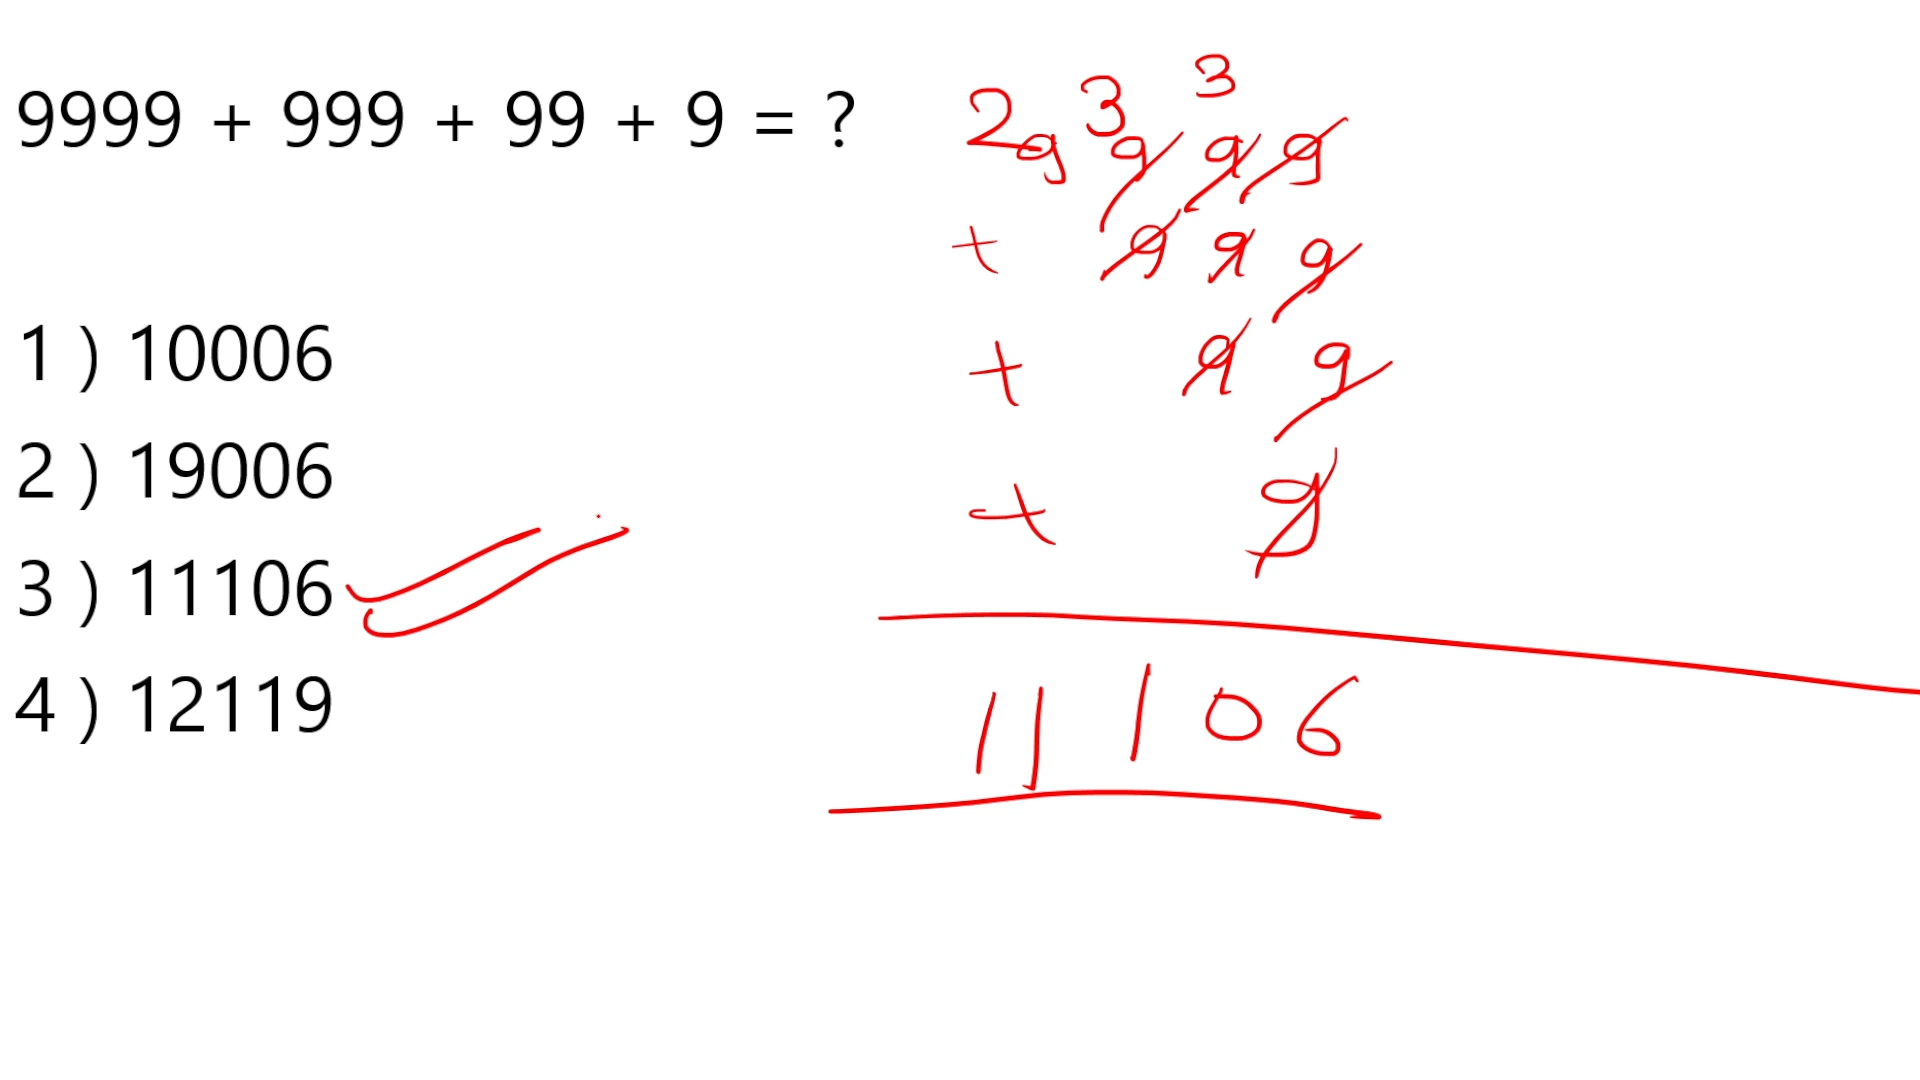 9999 + 999 + 99 + 9 = ?
1 ) 10006
2 ) 19006
3 ) 11106
4 ) 12119
2 3 3
9 9 9 9
+ 9 9 9
+ 9 9
+ 9
11106